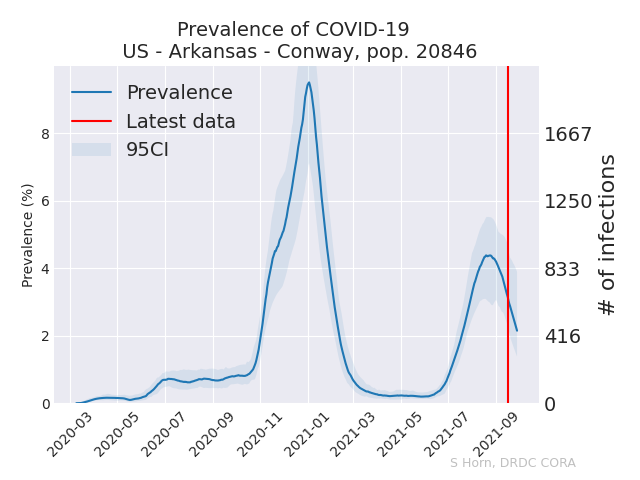 Prevalence of COVID-19
US - Arkansas - Conway, pop. 20846
Prevalence
Latest data
95CI
Prevalence (%)
8
6
4
2
0
1667
1250
833
416
0
# of infections
2020-03
2020-05
2020-07
2020-09
2020-11
2021-01
2021-03
2021-05
2021-07
2021-09
S Horn, DRDC CORA